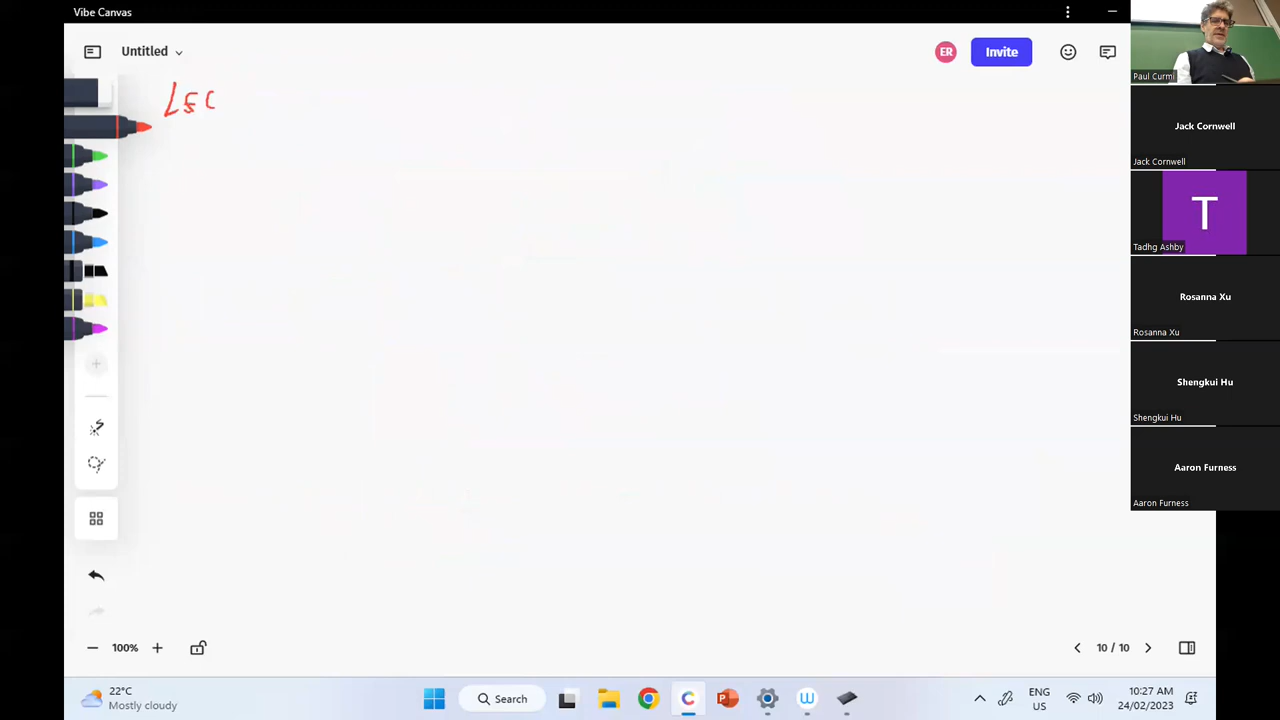 Vibe Canvas
Untitled
ER
Invite
LEC
100%
10 / 10
Paul Curmi
Jack Cornwell
Jack Cornwell
T
Tadhg Ashby
Rosanna Xu
Rosanna Xu
Shengkui Hu
Shengkui Hu
Aaron Furness
Aaron Furness
22°C
Mostly cloudy
Search
ENG
US
10:27 AM
24/02/2023